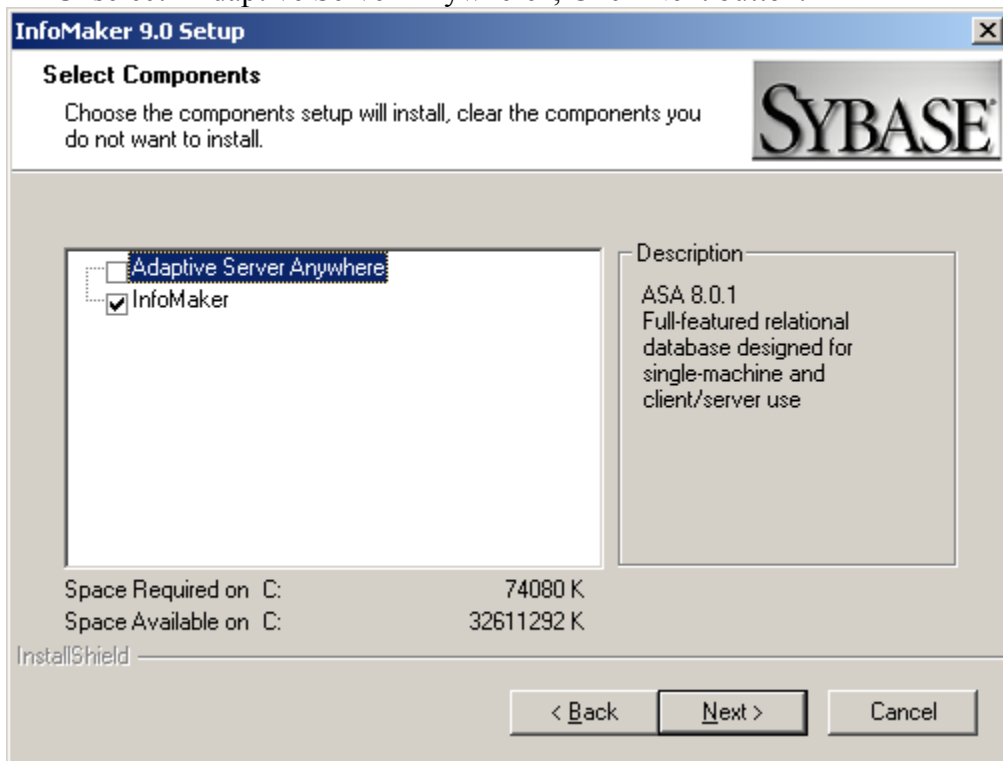 InfoMaker 9.0 Setup
Select Components
Choose the components setup will install, clear the components you
do not want to install.
SYBASE
Adaptive Server Anywhere
InfoMaker
Description
ASA 8.0.1
Full-featured relational
database designed for
single-machine and
client/server use
Space Required on C: 74080 K
Space Available on C: 32611292 K
InstallShield
< Back Next > Cancel